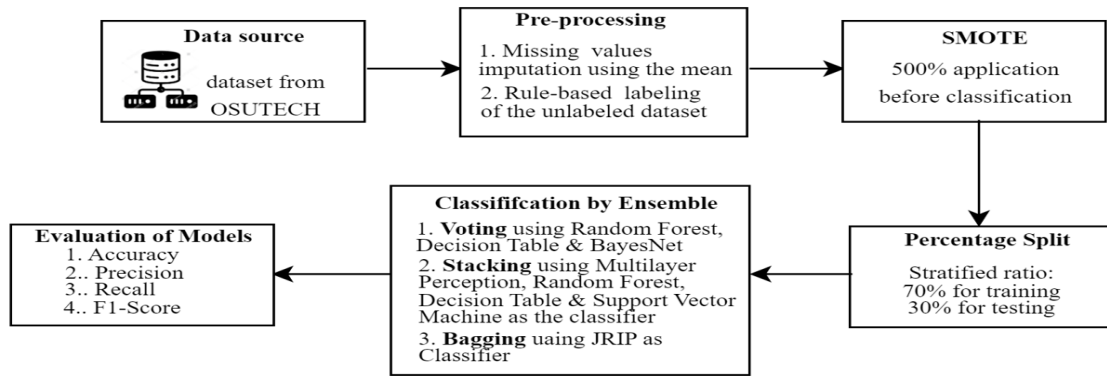 Data source
dataset from
OSUTECH
Pre-processing
1. Missing values
imputation using the mean
2. Rule-based labeling
of the unlabeled dataset
SMOTE
500% application
before classification
Percentage Split
Stratified ratio:
70% for training
30% for testing
Classififcation by Ensemble
1. Voting using Random Forest,
Decision Table & BayesNet
2. Stacking using Multilayer
Perception, Random Forest,
Decision Table & Support Vector
Machine as the classifier
3. Bagging uaing JRIP as
Classifier
Evaluation of Models
1. Accuracy
2.. Precision
3.. Recall
4.. F1-Score